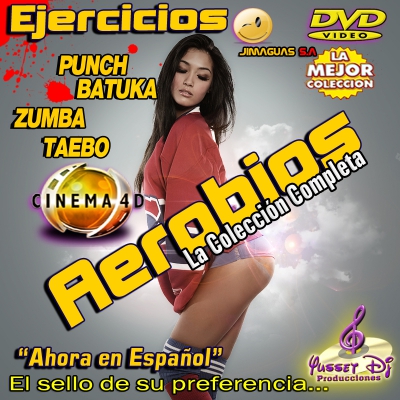 Ejercicios
DVD
VIDEO
JIMAGUAS S.A
LA
MEJOR
COLECCION
PUNCH
BATUKA
ZUMBA
TAEBO
CINEMA 4D
Aerobios
La Colección Completa
"Ahora en Español"
Yusset Dj
Producciones
El sello de su preferencia...